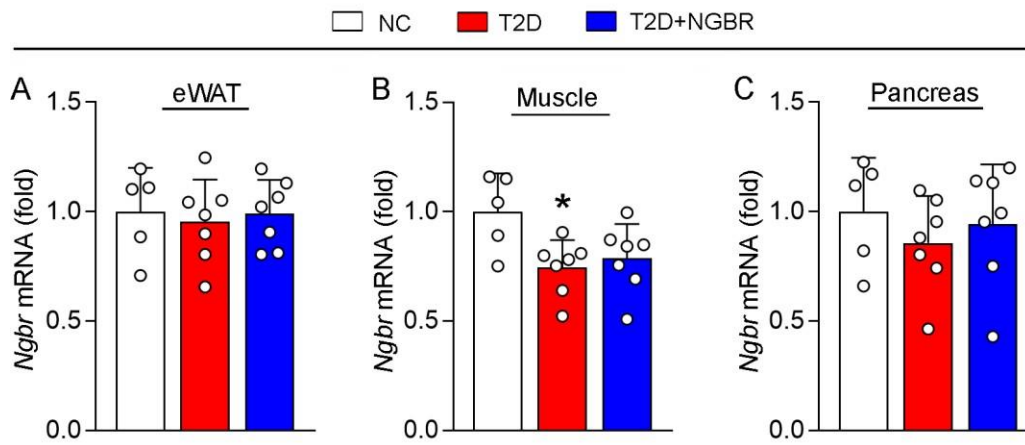 NC T2D T2D+NGBR
A eWAT
Ngbr mRNA (fold)
1.5
1.0
0.5
0.0
B Muscle
Ngbr mRNA (fold)
1.5
1.0
0.5
0.0
*
C Pancreas
Ngbr mRNA (fold)
1.5
1.0
0.5
0.0